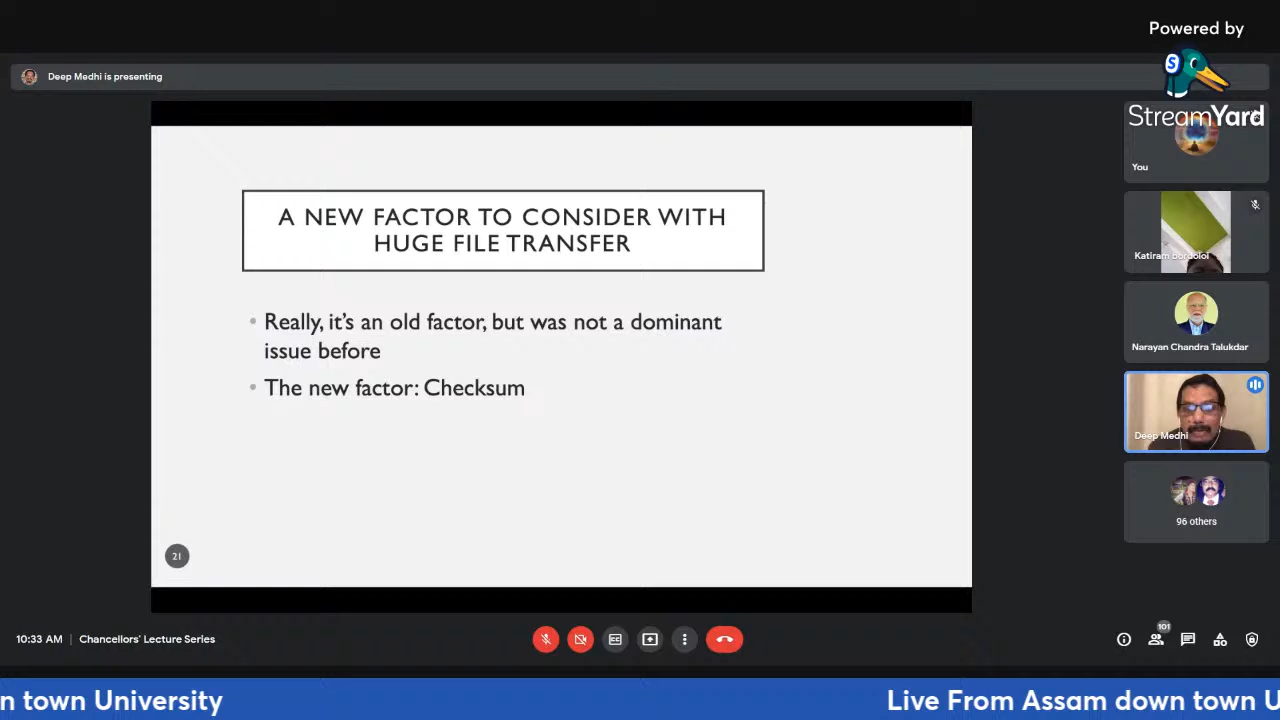 Powered by
StreamYard
Deep Medhi is presenting
You
A NEW FACTOR TO CONSIDER WITH
HUGE FILE TRANSFER
• Really, it's an old factor, but was not a dominant
issue before
• The new factor: Checksum
21
Katiram Bordoloi
Narayan Chandra Talukdar
Deep Medhi
96 others
10:33 AM | Chancellors' Lecture Series
101
n town University
Live From Assam down town U